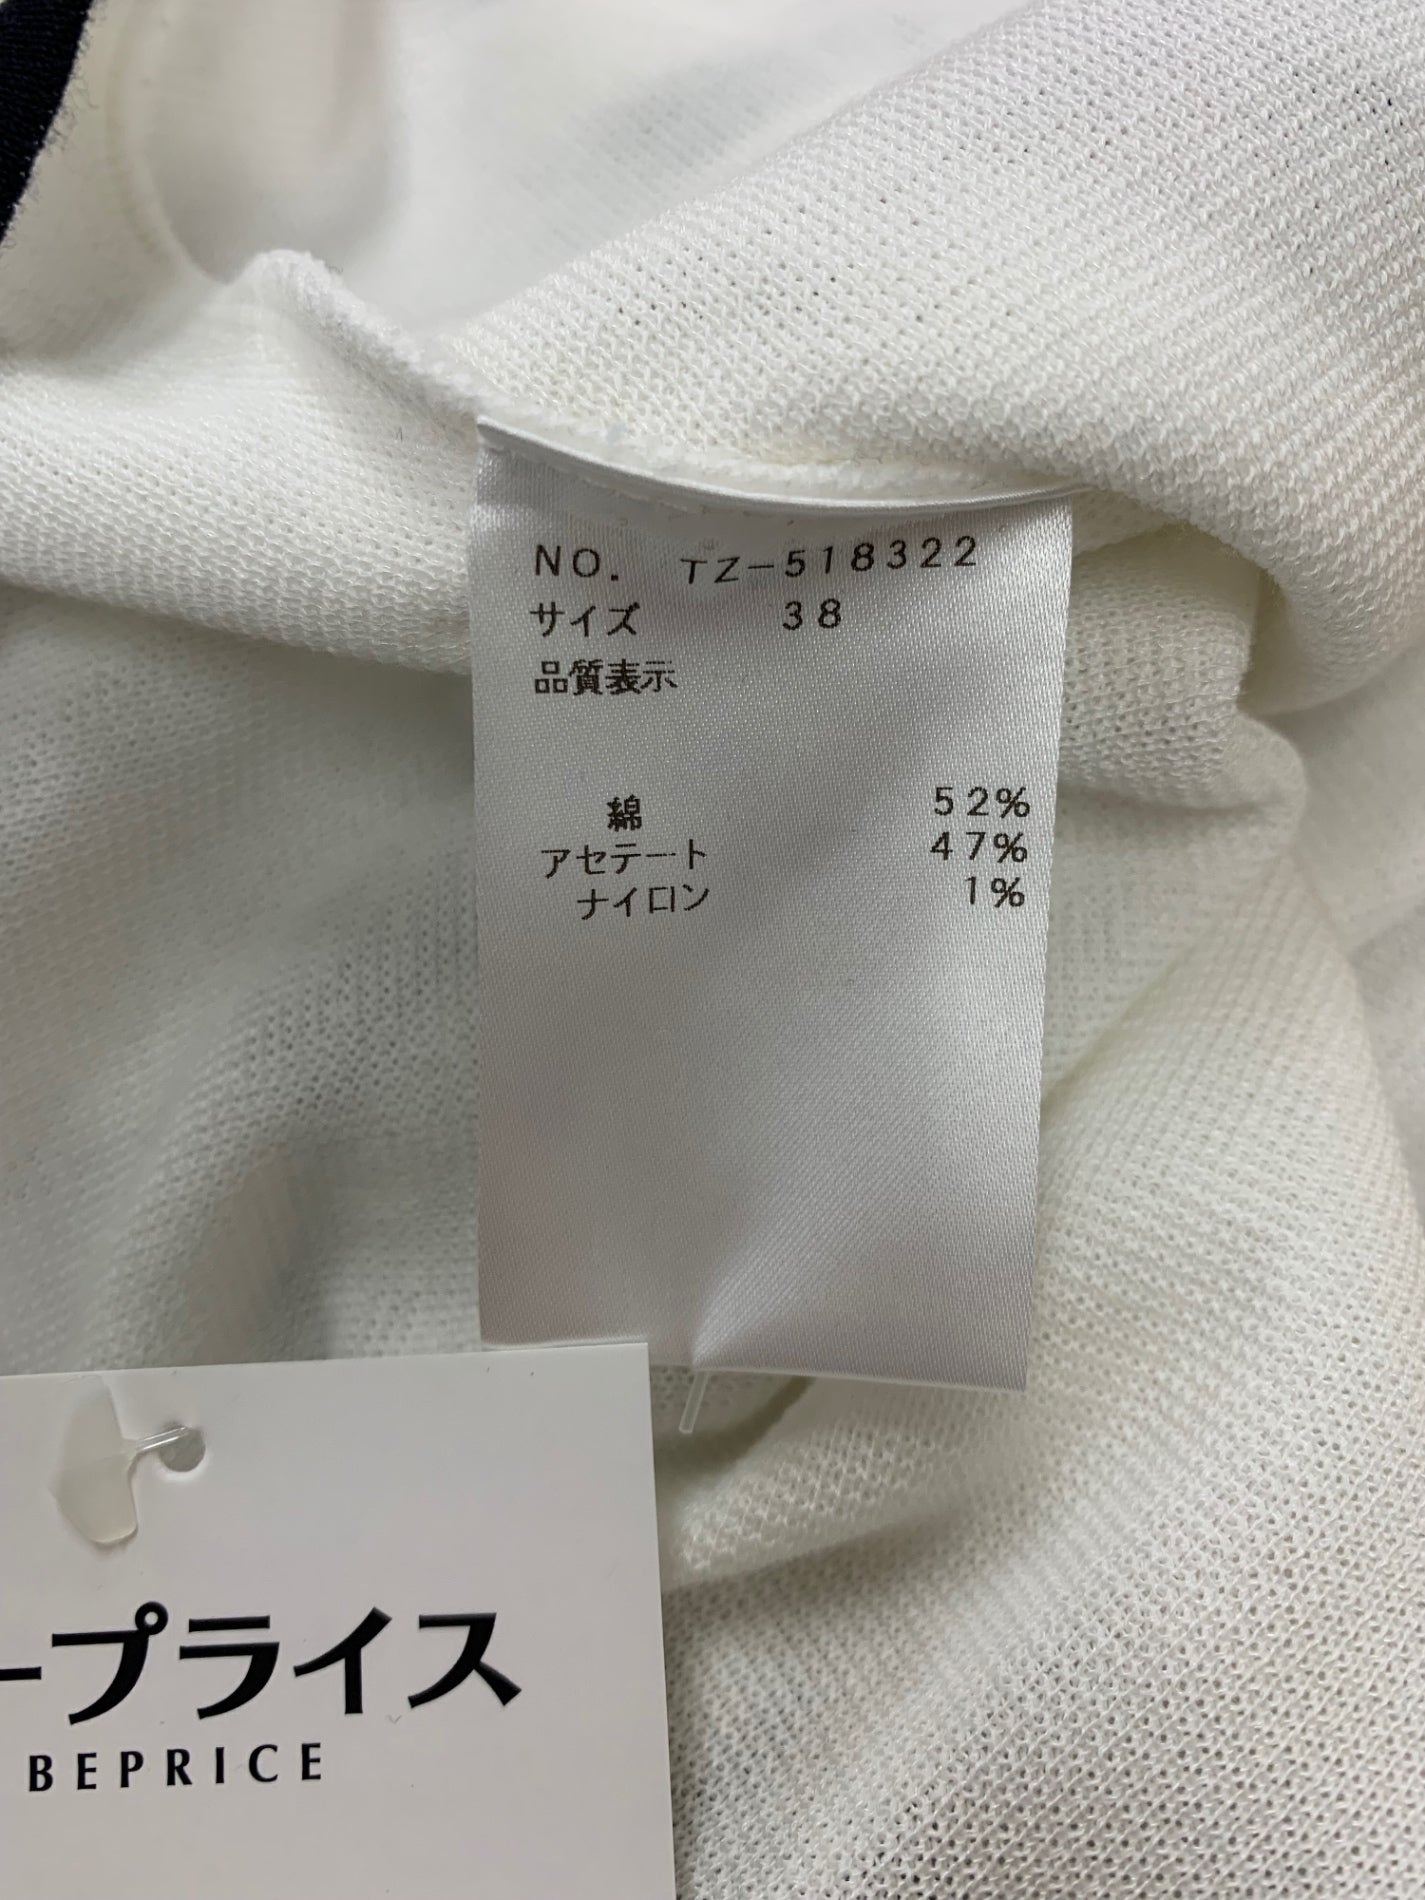 NO. TZ-518322
サイズ 38
品質表示
綿 52%
アセテート 47%
ナイロン 1%
ープライス
BEPRICE